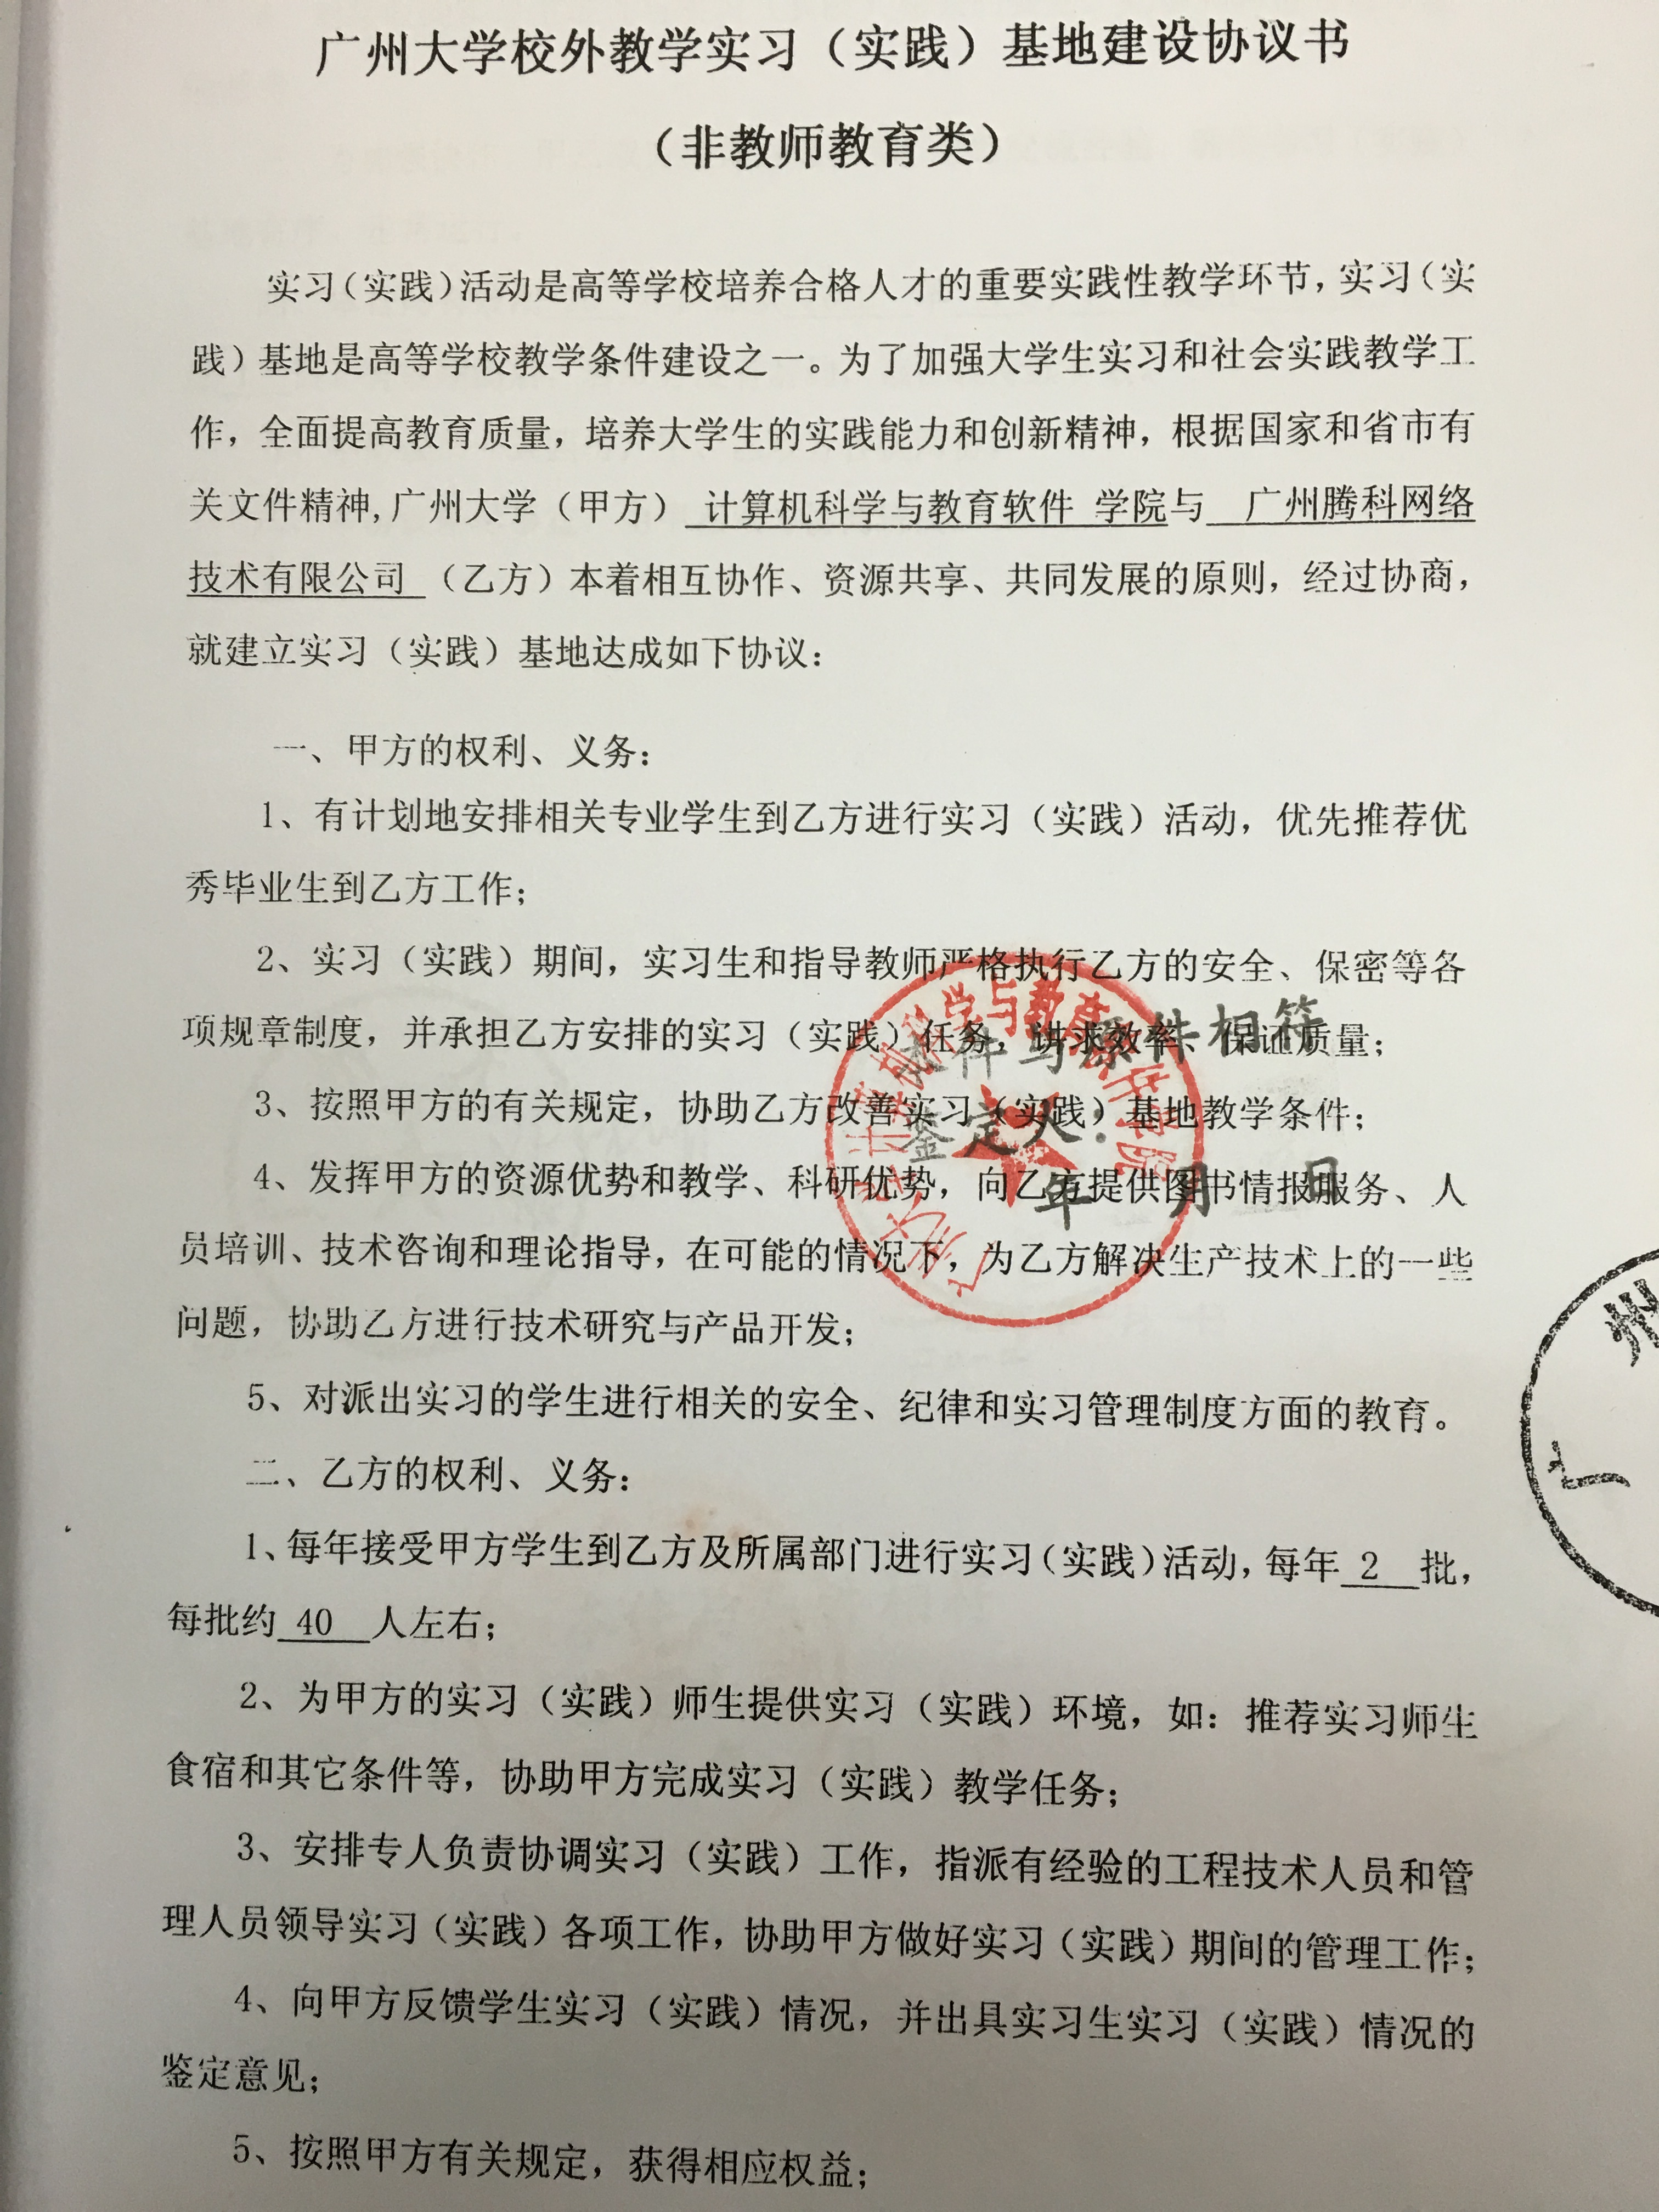 广州大学校外教学实习（实践）基地建设协议书
（非教师教育类）
实习（实践）活动是高等学校培养合格人才的重要实践性教学环节，实习（实
践）基地是高等学校教学条件建设之一。为了加强大学生实习和社会实践教学工
作，全面提高教育质量，培养大学生的实践能力和创新精神，根据国家和省市有
关文件精神，广州大学（甲方） 计算机科学与教育软件 学院与 广州腾科网络
技术有限公司 （乙方）本着相互协作、资源共享、共同发展的原则，经过协商，
就建立实习（实践）基地达成如下协议：
一、甲方的权利、义务：
1、有计划地安排相关专业学生到乙方进行实习（实践）活动，优先推荐优
秀毕业生到乙方工作；
2、实习（实践）期间，实习生和指导教师严格执行乙方的安全、保密等各
项规章制度，并承担乙方安排的实习（实践）任务，讲求效率、保证质量；
3、按照甲方的有关规定，协助乙方改善实习（实践）基地教学条件；
4、发挥甲方的资源优势和教学、科研优势，向乙方提供图书情报服务、人
员培训、技术咨询和理论指导，在可能的情况下，为乙方解决生产技术上的一些
问题，协助乙方进行技术研究与产品开发；
5、对派出实习的学生进行相关的安全、纪律和实习管理制度方面的教育。
二、乙方的权利、义务：
1、每年接受甲方学生到乙方及所属部门进行实习（实践）活动，每年 2 批，
每批约 40 人左右；
2、为甲方的实习（实践）师生提供实习（实践）环境，如：推荐实习师生
食宿和其它条件等，协助甲方完成实习（实践）教学任务；
3、安排专人负责协调实习（实践）工作，指派有经验的工程技术人员和管
理人员领导实习（实践）各项工作，协助甲方做好实习（实践）期间的管理工作；
4、向甲方反馈学生实习（实践）情况，并出具实习生实习（实践）情况的
鉴定意见；
5、按照甲方有关规定，获得相应权益；
广州大学计算机科学与教育软件学院
本件与原件相符
鉴定人：
年 月 日
广州